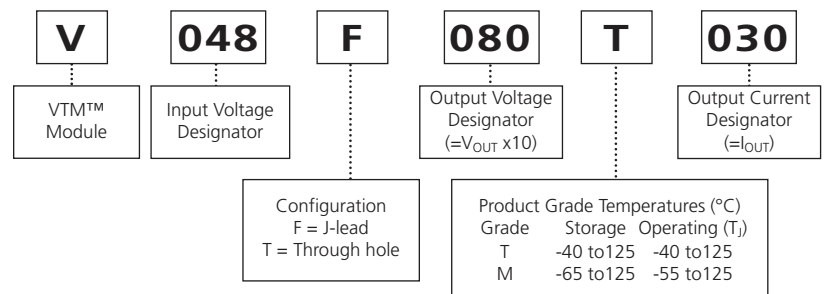 V 048 F 080 T 030
VTM™
Module
Input Voltage
Designator
Output Voltage
Designator
(=VOUT x10)
Output Current
Designator
(=IOUT)
Configuration
F = J-lead
T = Through hole
Product Grade Temperatures (°C)
Grade Storage Operating (TJ)
T -40 to125 -40 to125
M -65 to125 -55 to125